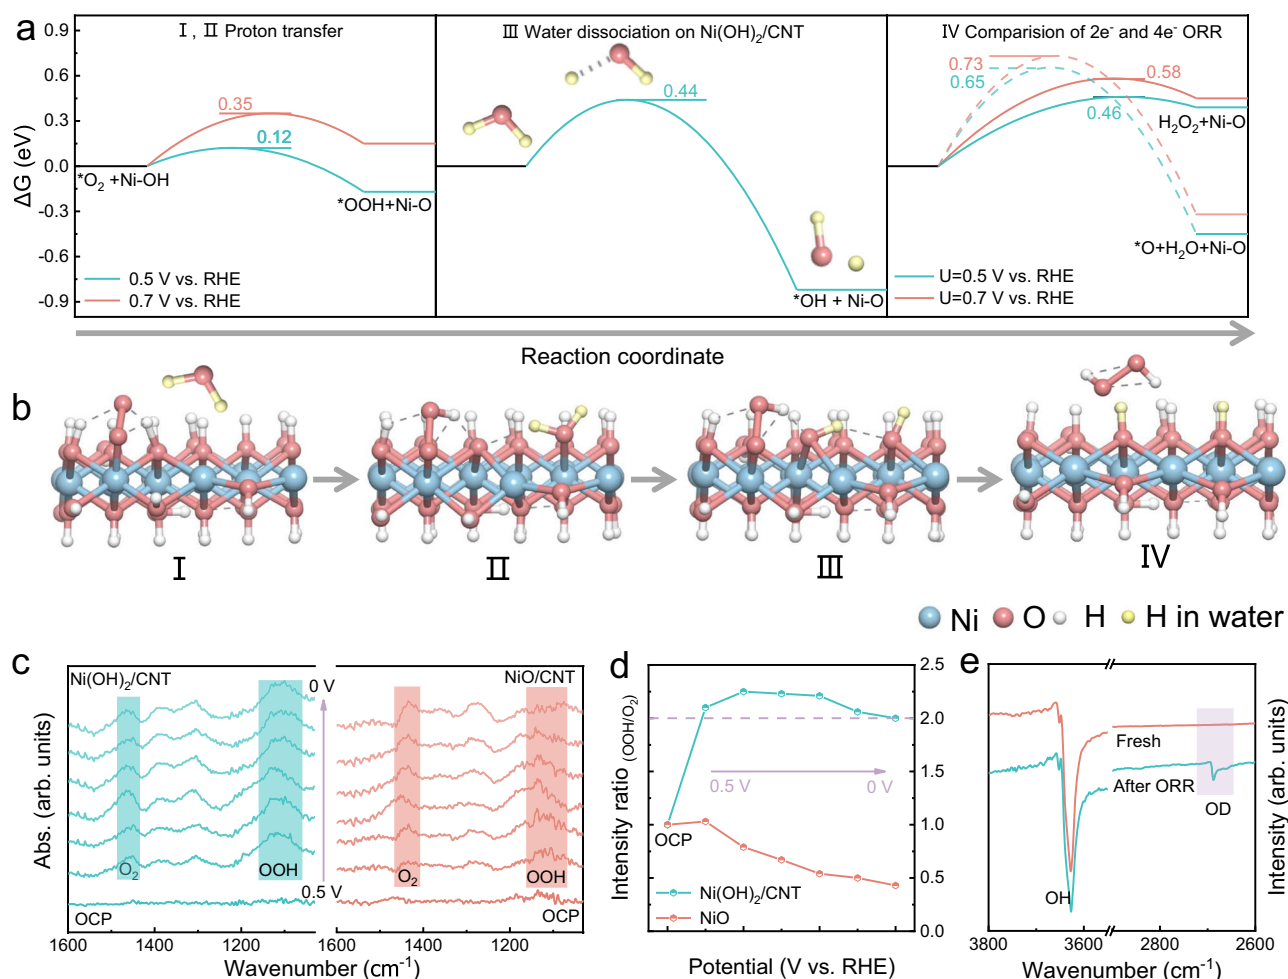 a
Ⅰ, Ⅱ Proton transfer
Ⅲ Water dissociation on Ni(OH)₂/CNT
Ⅳ Comparision of 2e⁻ and 4e⁻ ORR
0.9
0.6
0.3
0.0
-0.3
-0.6
-0.9
ΔG (eV)
0.35
0.12
*O₂ +Ni-OH
*OOH+Ni-O
0.5 V vs. RHE
0.7 V vs. RHE
0.44
*OH + Ni-O
0.73
0.65
0.58
0.46
H₂O₂+Ni-O
*O+H₂O+Ni-O
U=0.5 V vs. RHE
U=0.7 V vs. RHE
Reaction coordinate
b
Ⅰ
Ⅱ
Ⅲ
Ⅳ
Ni O H H in water
c
Ni(OH)₂/CNT
0 V
NiO/CNT
Abs. (arb. units)
O₂
OOH
0.5 V
O₂
OOH
OCP
OCP
1600 1400 1200 1600 1400 1200
Wavenumber (cm⁻¹) Wavenumber (cm⁻¹)
d
2.5
2.0
1.5
1.0
0.5
0.0
Intensity ratio (OOH/O₂)
0.5 V
0 V
OCP
Ni(OH)₂/CNT
NiO
Potential (V vs. RHE)
e
Fresh
After ORR
OD
OH
Intensity (arb. units)
3800 3600 2800 2600
Wavenumber (cm⁻¹)